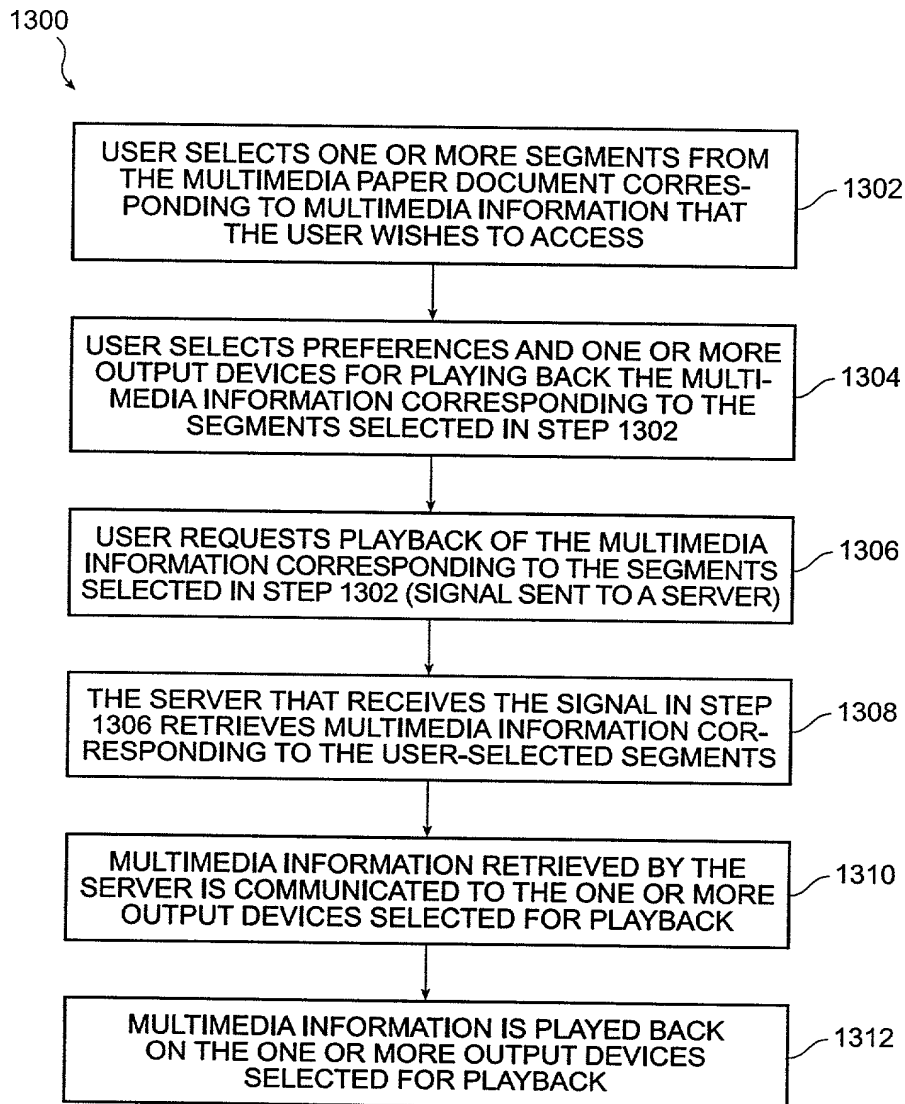 1300
USER SELECTS ONE OR MORE SEGMENTS FROM
THE MULTIMEDIA PAPER DOCUMENT CORRES-
PONDING TO MULTIMEDIA INFORMATION THAT
THE USER WISHES TO ACCESS
1302
USER SELECTS PREFERENCES AND ONE OR MORE
OUTPUT DEVICES FOR PLAYING BACK THE MULTI-
MEDIA INFORMATION CORRESPONDING TO THE
SEGMENTS SELECTED IN STEP 1302
1304
USER REQUESTS PLAYBACK OF THE MULTIMEDIA
INFORMATION CORRESPONDING TO THE SEGMENTS
SELECTED IN STEP 1302 (SIGNAL SENT TO A SERVER)
1306
THE SERVER THAT RECEIVES THE SIGNAL IN STEP
1306 RETRIEVES MULTIMEDIA INFORMATION COR-
RESPONDING TO THE USER-SELECTED SEGMENTS
1308
MULTIMEDIA INFORMATION RETRIEVED BY THE
SERVER IS COMMUNICATED TO THE ONE OR MORE
OUTPUT DEVICES SELECTED FOR PLAYBACK
1310
MULTIMEDIA INFORMATION IS PLAYED BACK
ON THE ONE OR MORE OUTPUT DEVICES
SELECTED FOR PLAYBACK
1312